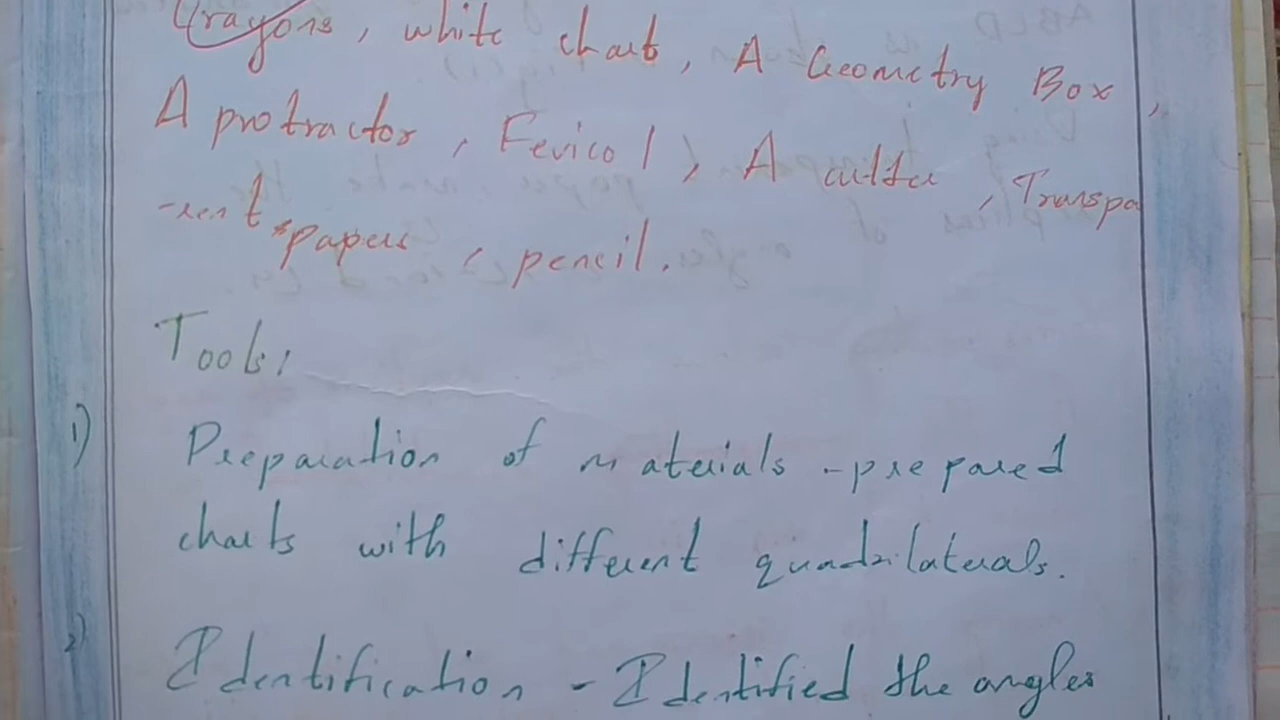 Crayons, white chart, A Geometry Box,
A protractor, Fevicol, A cutter, Transpa
-rent papers, pencil.
Tools:
1) Preparation of materials - prepared
charts with different quadrilaterals.
2) Identification - Identified the angles